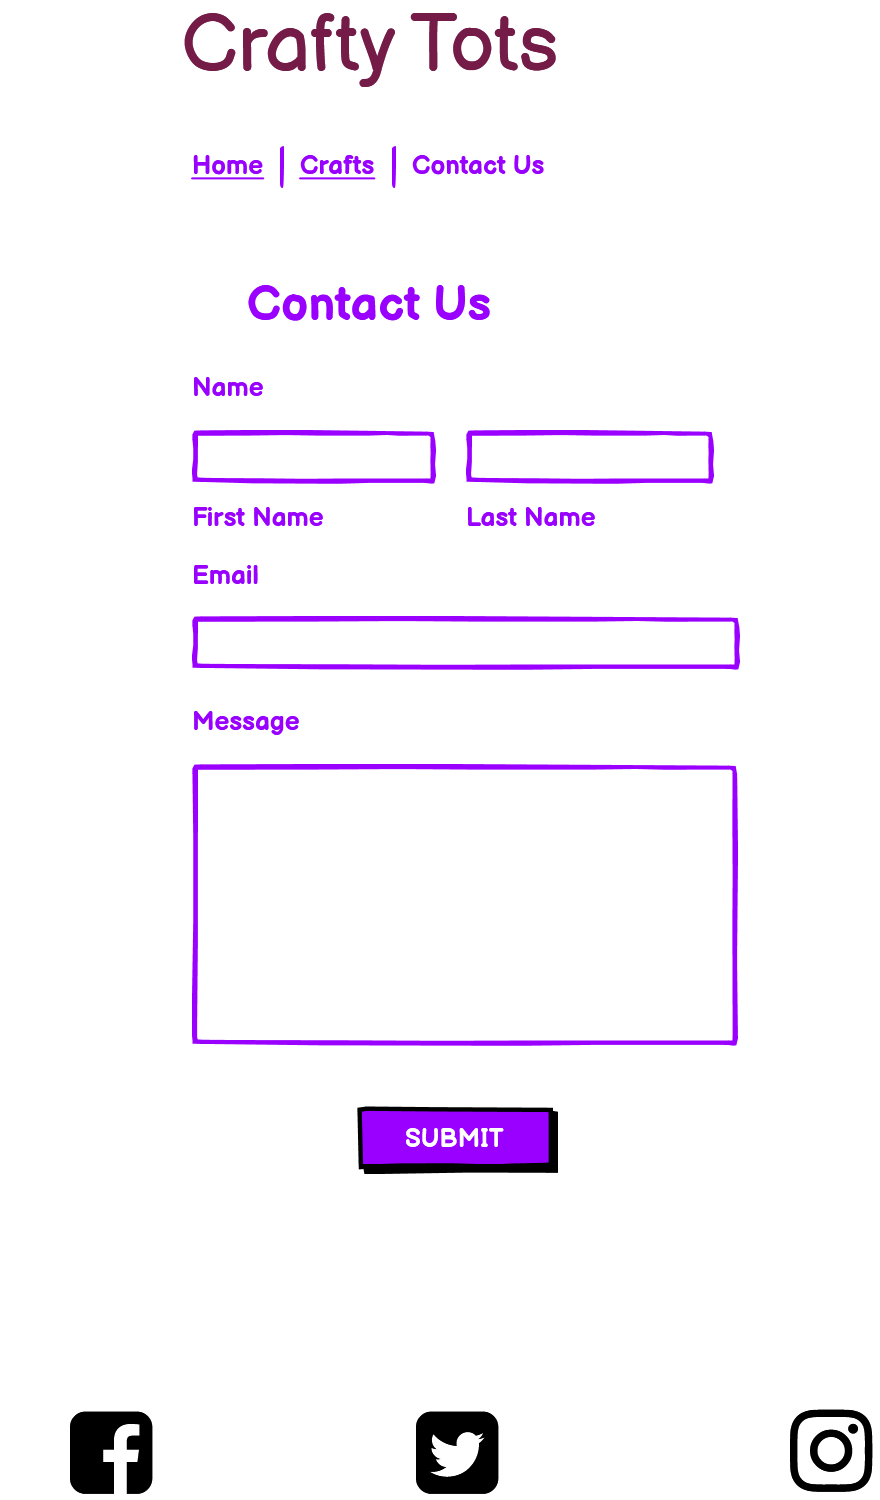 Crafty Tots
Home | Crafts | Contact Us
Contact Us
Name
First Name Last Name
Email
Message
SUBMIT